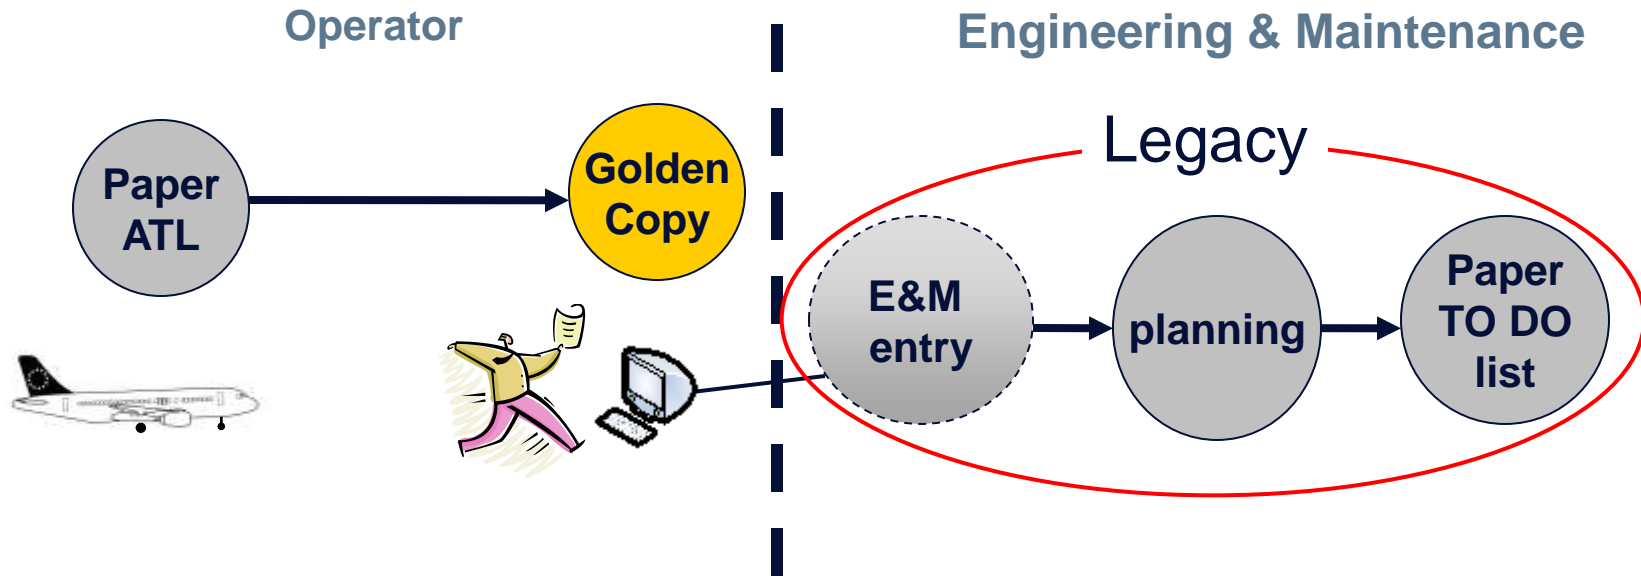 Operator
Engineering & Maintenance
Paper
ATL
Golden
Copy
Legacy
E&M
entry
planning
Paper
TO DO
list